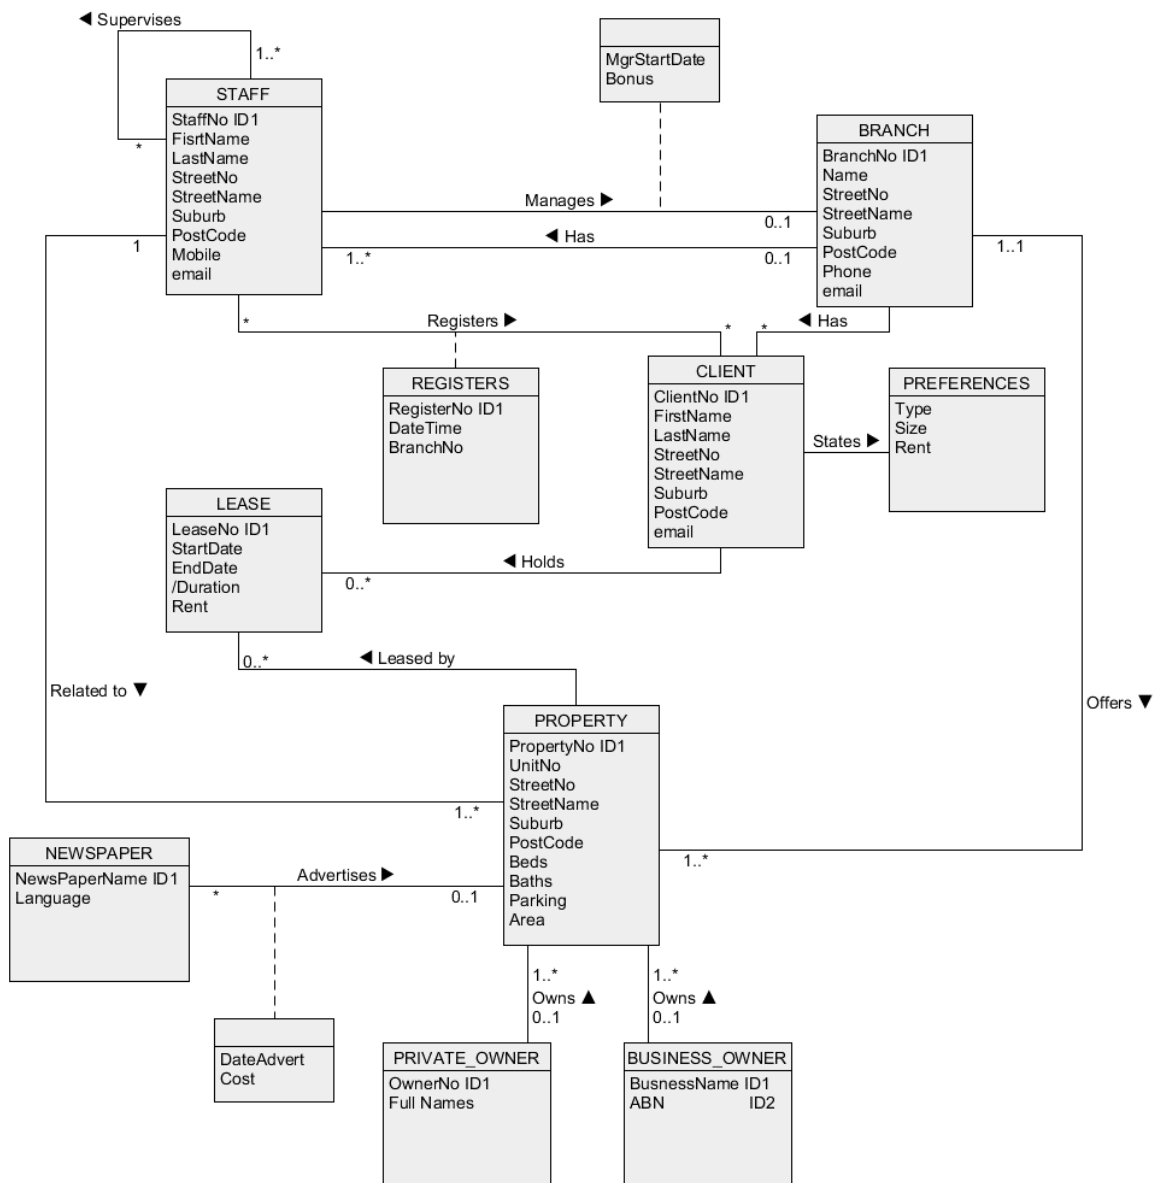 ◄ Supervises
1..*
*
STAFF
StaffNo ID1
FisrtName
LastName
StreetNo
StreetName
Suburb
PostCode
Mobile
email
MgrStartDate
Bonus
BRANCH
BranchNo ID1
Name
StreetNo
StreetName
Suburb
PostCode
Phone
email
Manages ►
0..1
◄ Has
1..*
0..1
1
1..1
*
Registers ►
*
*
◄ Has
REGISTERS
RegisterNo ID1
DateTime
BranchNo
CLIENT
ClientNo ID1
FirstName
LastName
StreetNo
StreetName
Suburb
PostCode
email
States ►
PREFERENCES
Type
Size
Rent
LEASE
LeaseNo ID1
StartDate
EndDate
/Duration
Rent
◄ Holds
0..*
0..*
◄ Leased by
Related to ▼
Offers ▼
PROPERTY
PropertyNo ID1
UnitNo
StreetNo
StreetName
Suburb
PostCode
Beds
Baths
Parking
Area
1..*
1..*
NEWSPAPER
NewsPaperName ID1
Language
Advertises ►
*
0..1
DateAdvert
Cost
1..*
Owns ▲
0..1
1..*
Owns ▲
0..1
PRIVATE_OWNER
OwnerNo ID1
Full Names
BUSINESS_OWNER
BusnessName ID1
ABN ID2